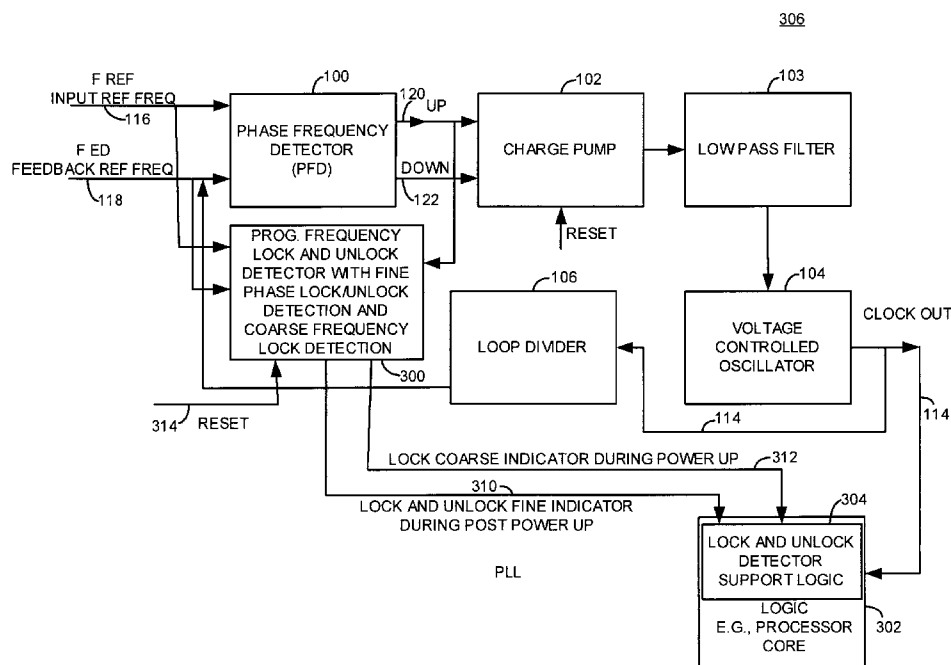 306
F REF
INPUT REF FREQ
116
F ED
FEEDBACK REF FREQ
118
100
PHASE FREQUENCY
DETECTOR
(PFD)
120
UP
DOWN
122
102
CHARGE PUMP
RESET
103
LOW PASS FILTER
PROG. FREQUENCY
LOCK AND UNLOCK
DETECTOR WITH FINE
PHASE LOCK/UNLOCK
DETECTION AND
COARSE FREQUENCY
LOCK DETECTION
300
314
RESET
106
LOOP DIVIDER
104
VOLTAGE
CONTROLLED
OSCILLATOR
CLOCK OUT
114
114
LOCK COARSE INDICATOR DURING POWER UP
312
310
LOCK AND UNLOCK FINE INDICATOR
DURING POST POWER UP
304
LOCK AND UNLOCK
DETECTOR
SUPPORT LOGIC
PLL
LOGIC
E.G., PROCESSOR
CORE
302